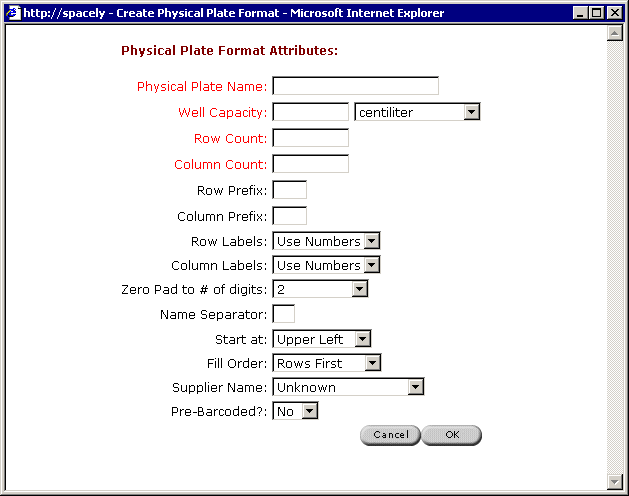 http://spacely - Create Physical Plate Format - Microsoft Internet Explorer
Physical Plate Format Attributes:
Physical Plate Name:
Well Capacity: centiliter
Row Count:
Column Count:
Row Prefix:
Column Prefix:
Row Labels: Use Numbers
Column Labels: Use Numbers
Zero Pad to # of digits: 2
Name Separator:
Start at: Upper Left
Fill Order: Rows First
Supplier Name: Unknown
Pre-Barcoded?: No
Cancel OK